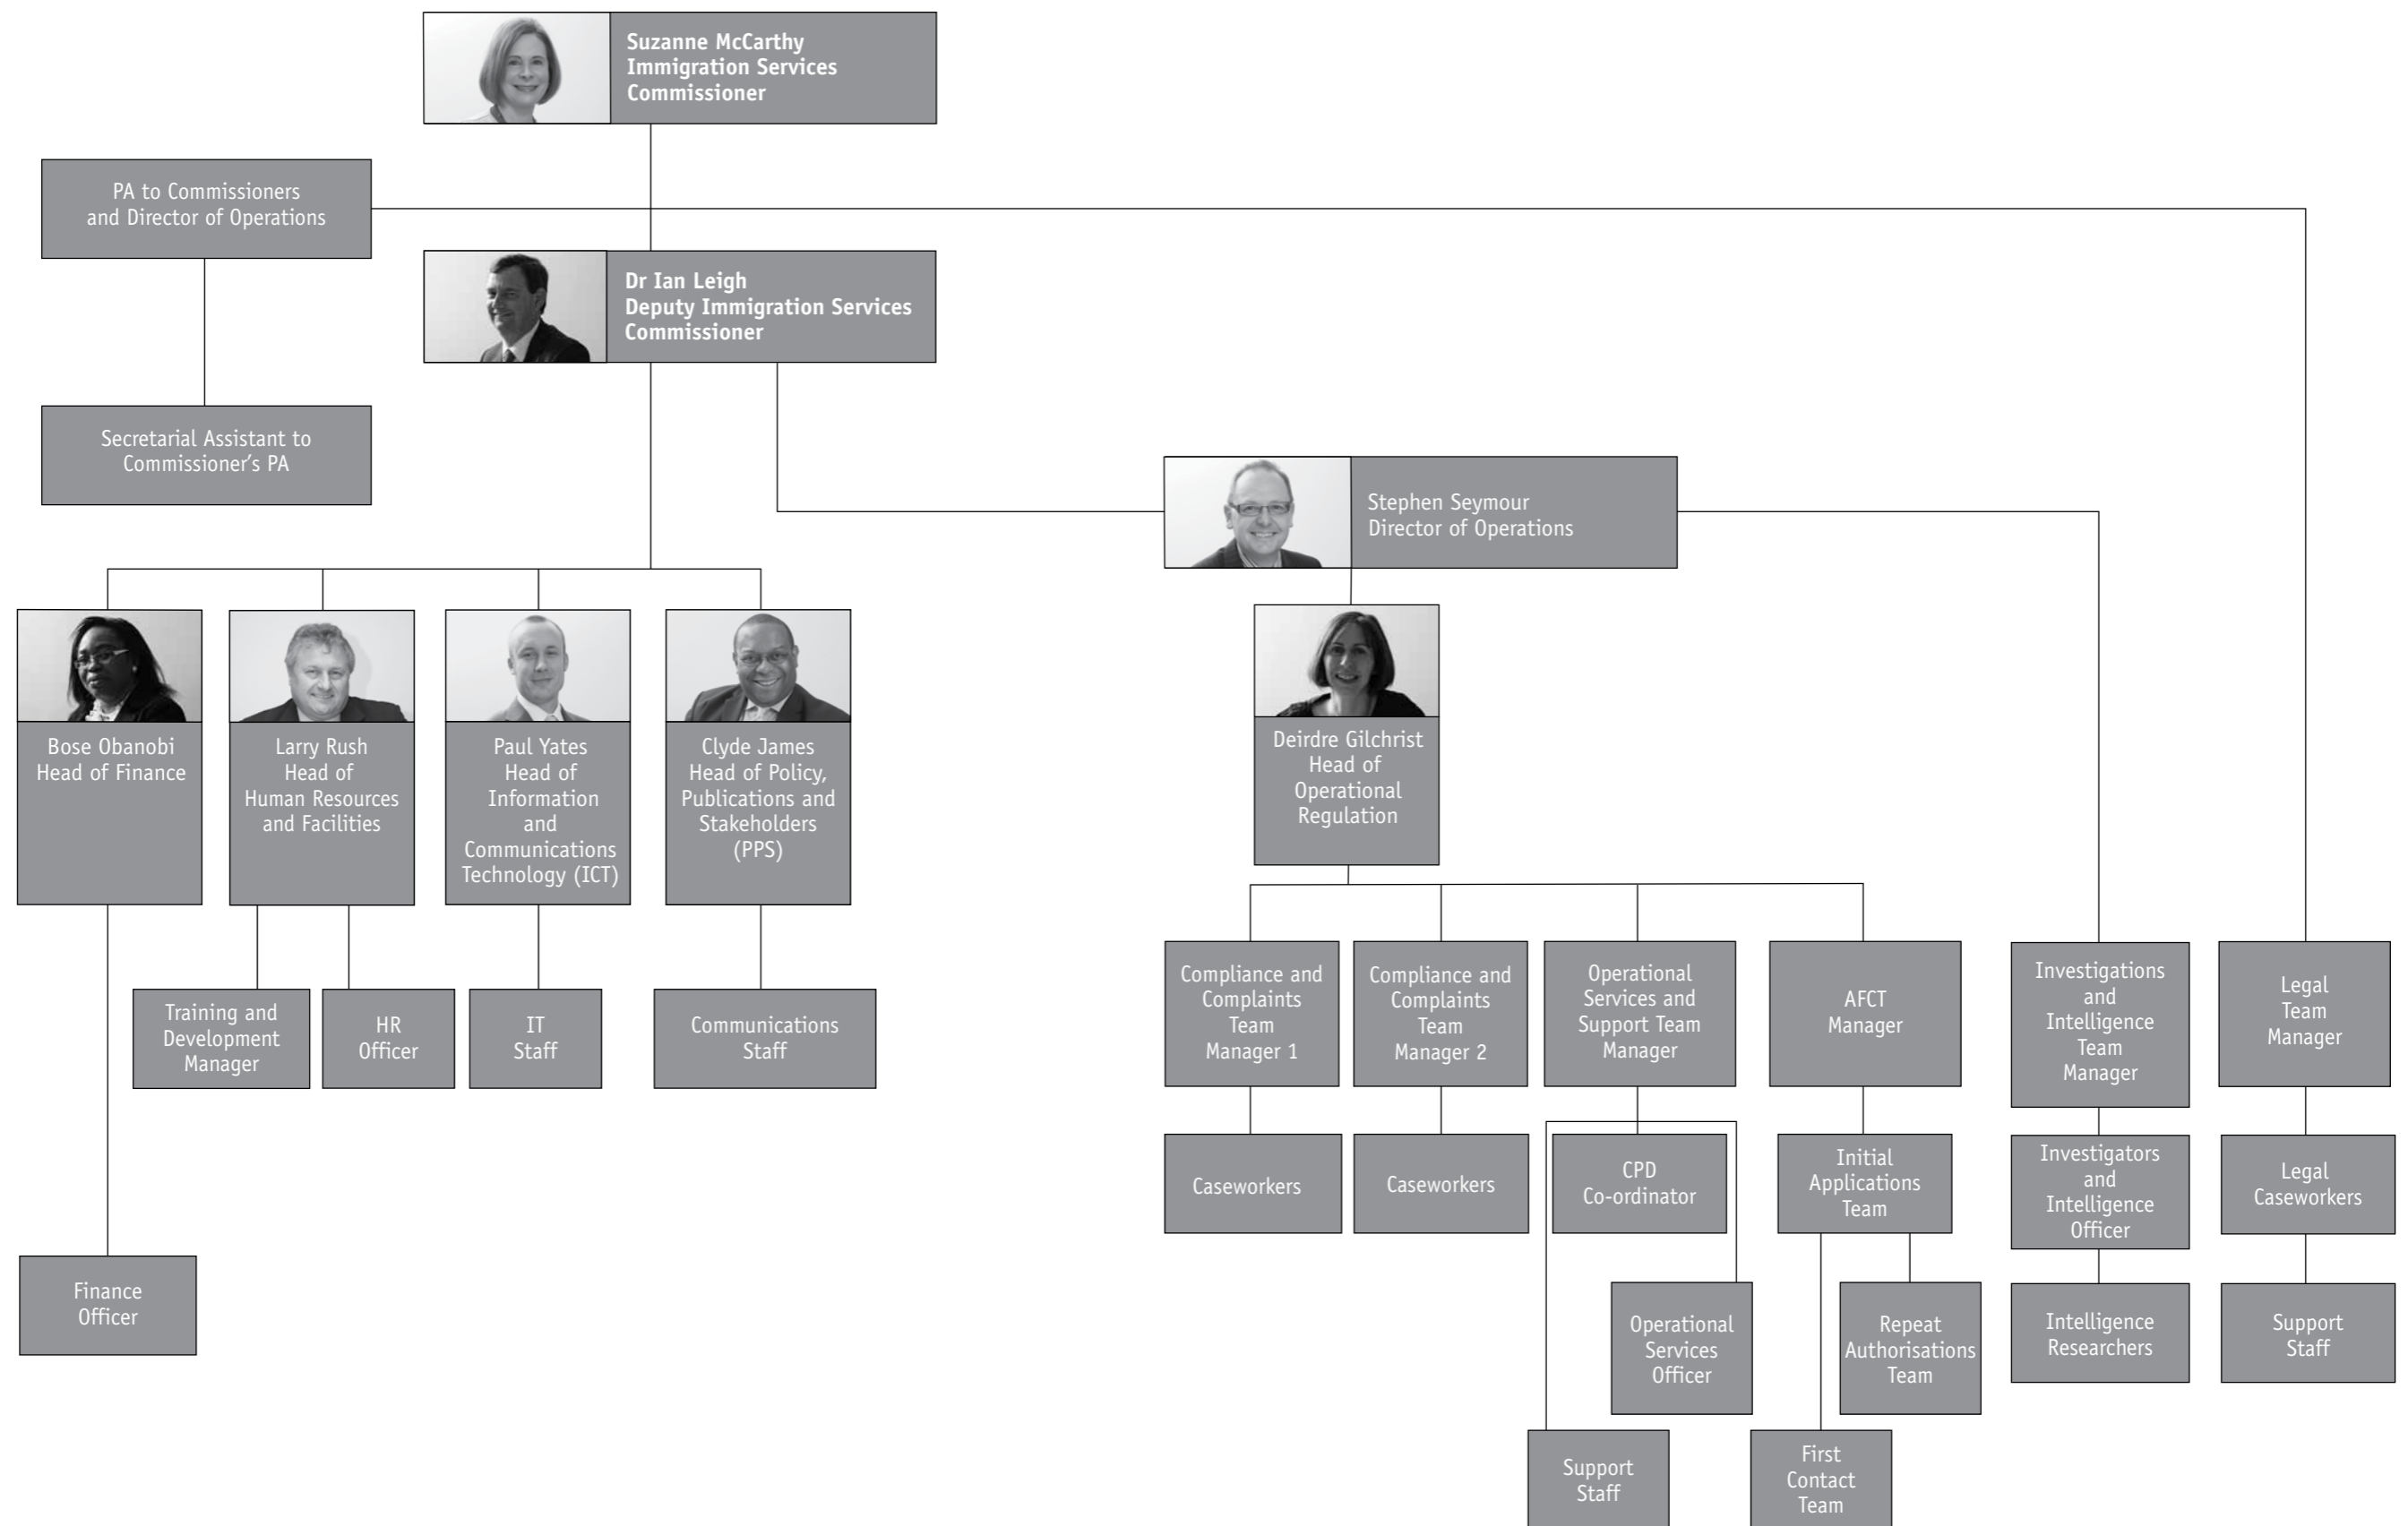 Suzanne McCarthy
Immigration Services
Commissioner
PA to Commissioners
and Director of Operations
Dr Ian Leigh
Deputy Immigration Services
Commissioner
Secretarial Assistant to
Commissioner’s PA
Stephen Seymour
Director of Operations
Bose Obanobi
Head of Finance
Larry Rush
Head of
Human Resources
and Facilities
Paul Yates
Head of
Information
and
Communications
Technology (ICT)
Clyde James
Head of Policy,
Publications and
Stakeholders
(PPS)
Deirdre Gilchrist
Head of
Operational
Regulation
Training and
Development
Manager
HR
Officer
IT
Staff
Communications
Staff
Compliance and
Complaints
Team
Manager 1
Compliance and
Complaints
Team
Manager 2
Operational
Services and
Support Team
Manager
AFCT
Manager
Investigations
and
Intelligence
Team
Manager
Legal
Team
Manager
Caseworkers
Caseworkers
CPD
Co-ordinator
Initial
Applications
Team
Investigators
and
Intelligence
Officer
Legal
Caseworkers
Finance
Officer
Operational
Services
Officer
Repeat
Authorisations
Team
Intelligence
Researchers
Support
Staff
Support
Staff
First
Contact
Team